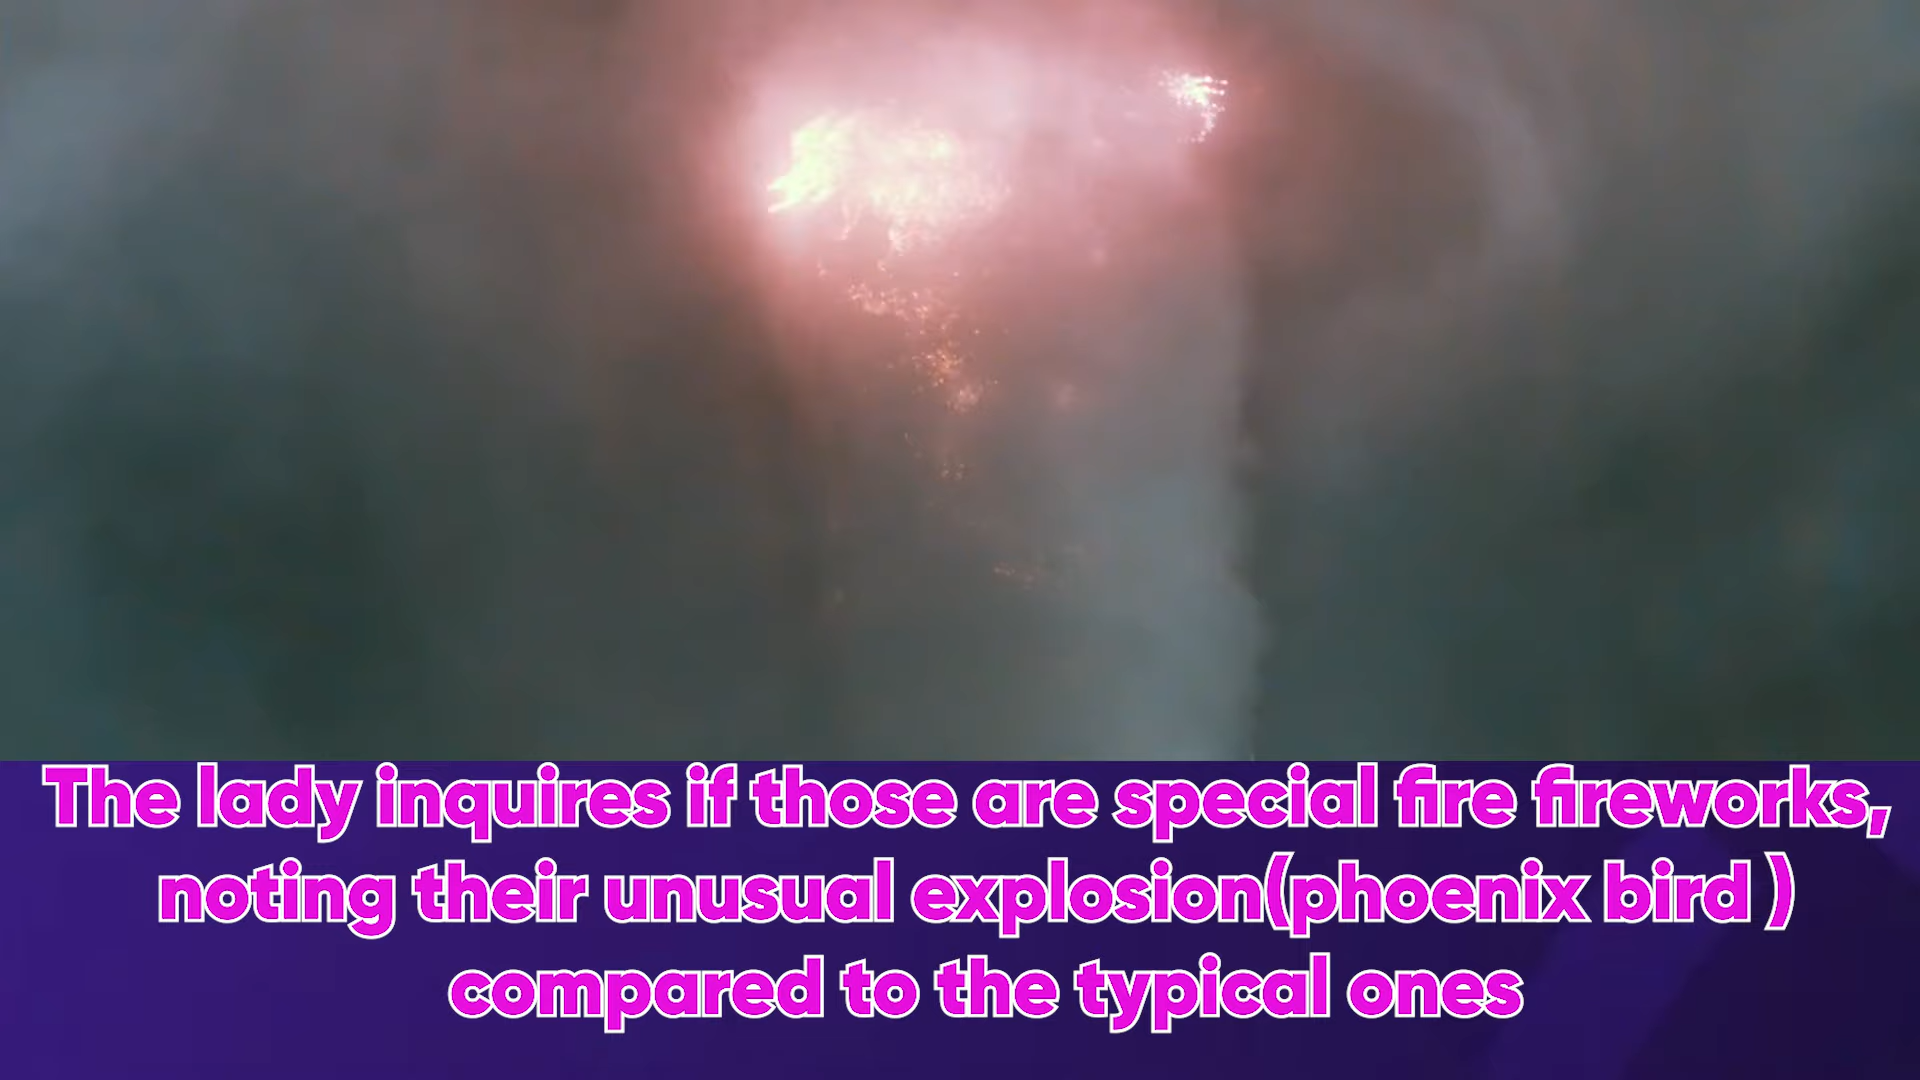 The lady inquires if those are special fire fireworks,
noting their unusual explosion(phoenix bird )
compared to the typical ones